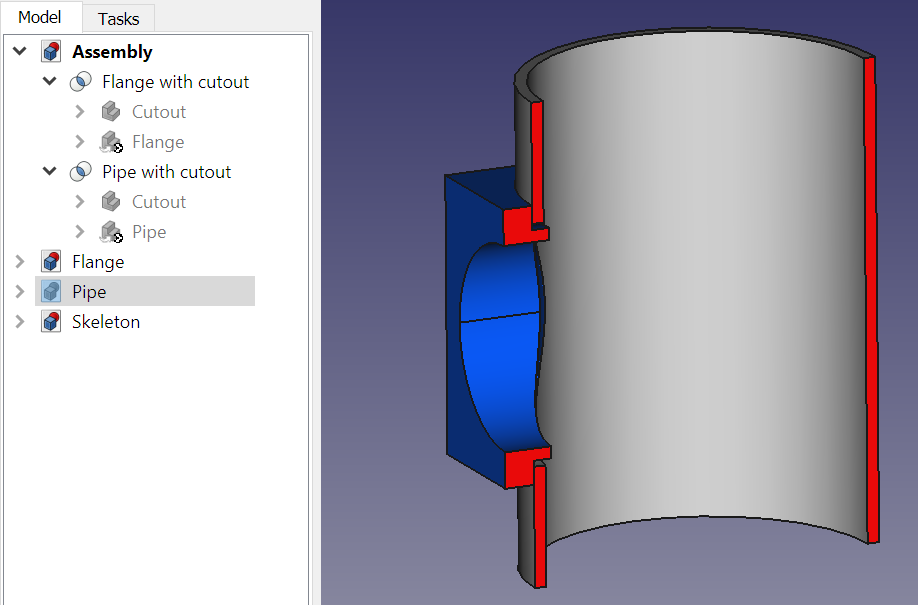 Model Tasks
Assembly
Flange with cutout
Cutout
Flange
Pipe with cutout
Cutout
Pipe
Flange
Pipe
Skeleton